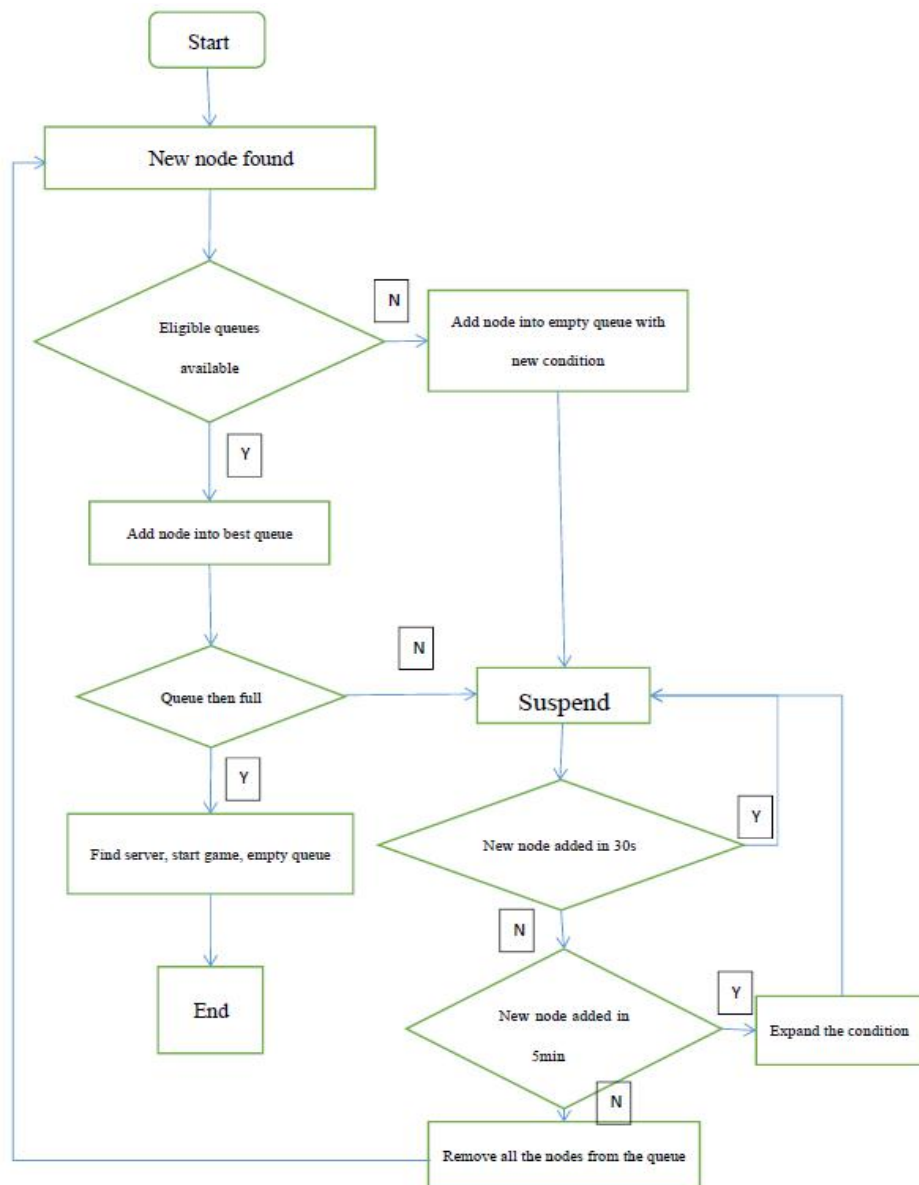 Start
New node found
N
Eligible queues
available
Add node into empty queue with
new condition
Y
Add node into best queue
N
Queue then full
Suspend
Y
Find server, start game, empty queue
New node added in 30s
Y
N
End
New node added in
5min
Y
Expand the condition
N
Remove all the nodes from the queue